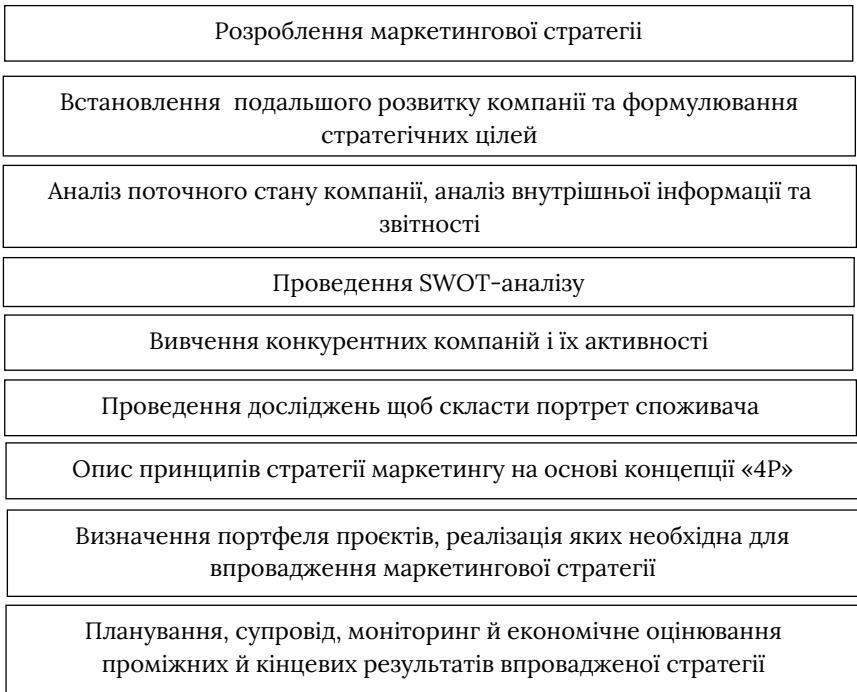 Розроблення маркетингової стратегіі
Встановлення  подальшого розвитку компанії та формулювання
стратегічних цілей
Аналіз поточного стану компанії, аналіз внутрішньої інформації та
звітності
Проведення SWOT-аналізу
Вивчення конкурентних компаній і їх активності
Проведення досліджень щоб скласти портрет споживача
Опис принципів стратегії маркетингу на основі концепції «4Р»
Визначення портфеля проєктів, реалізація яких необхідна для
впровадження маркетингової стратегії
Планування, супровід, моніторинг й економічне оцінювання
проміжних й кінцевих результатів впровадженої стратегії